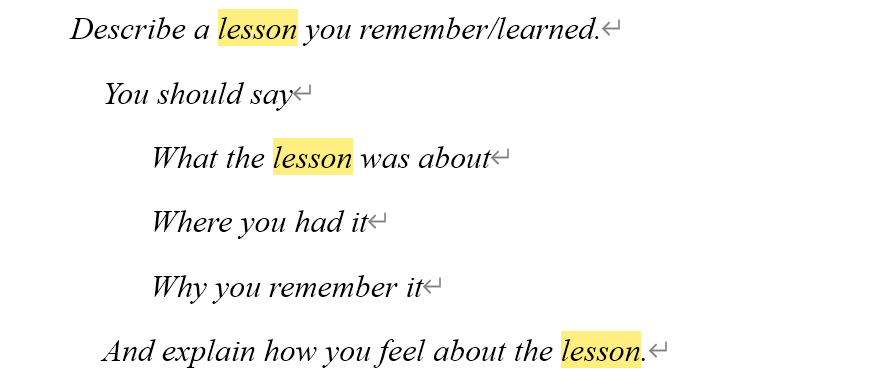 Describe a lesson you remember/learned.
You should say
What the lesson was about
Where you had it
Why you remember it
And explain how you feel about the lesson.